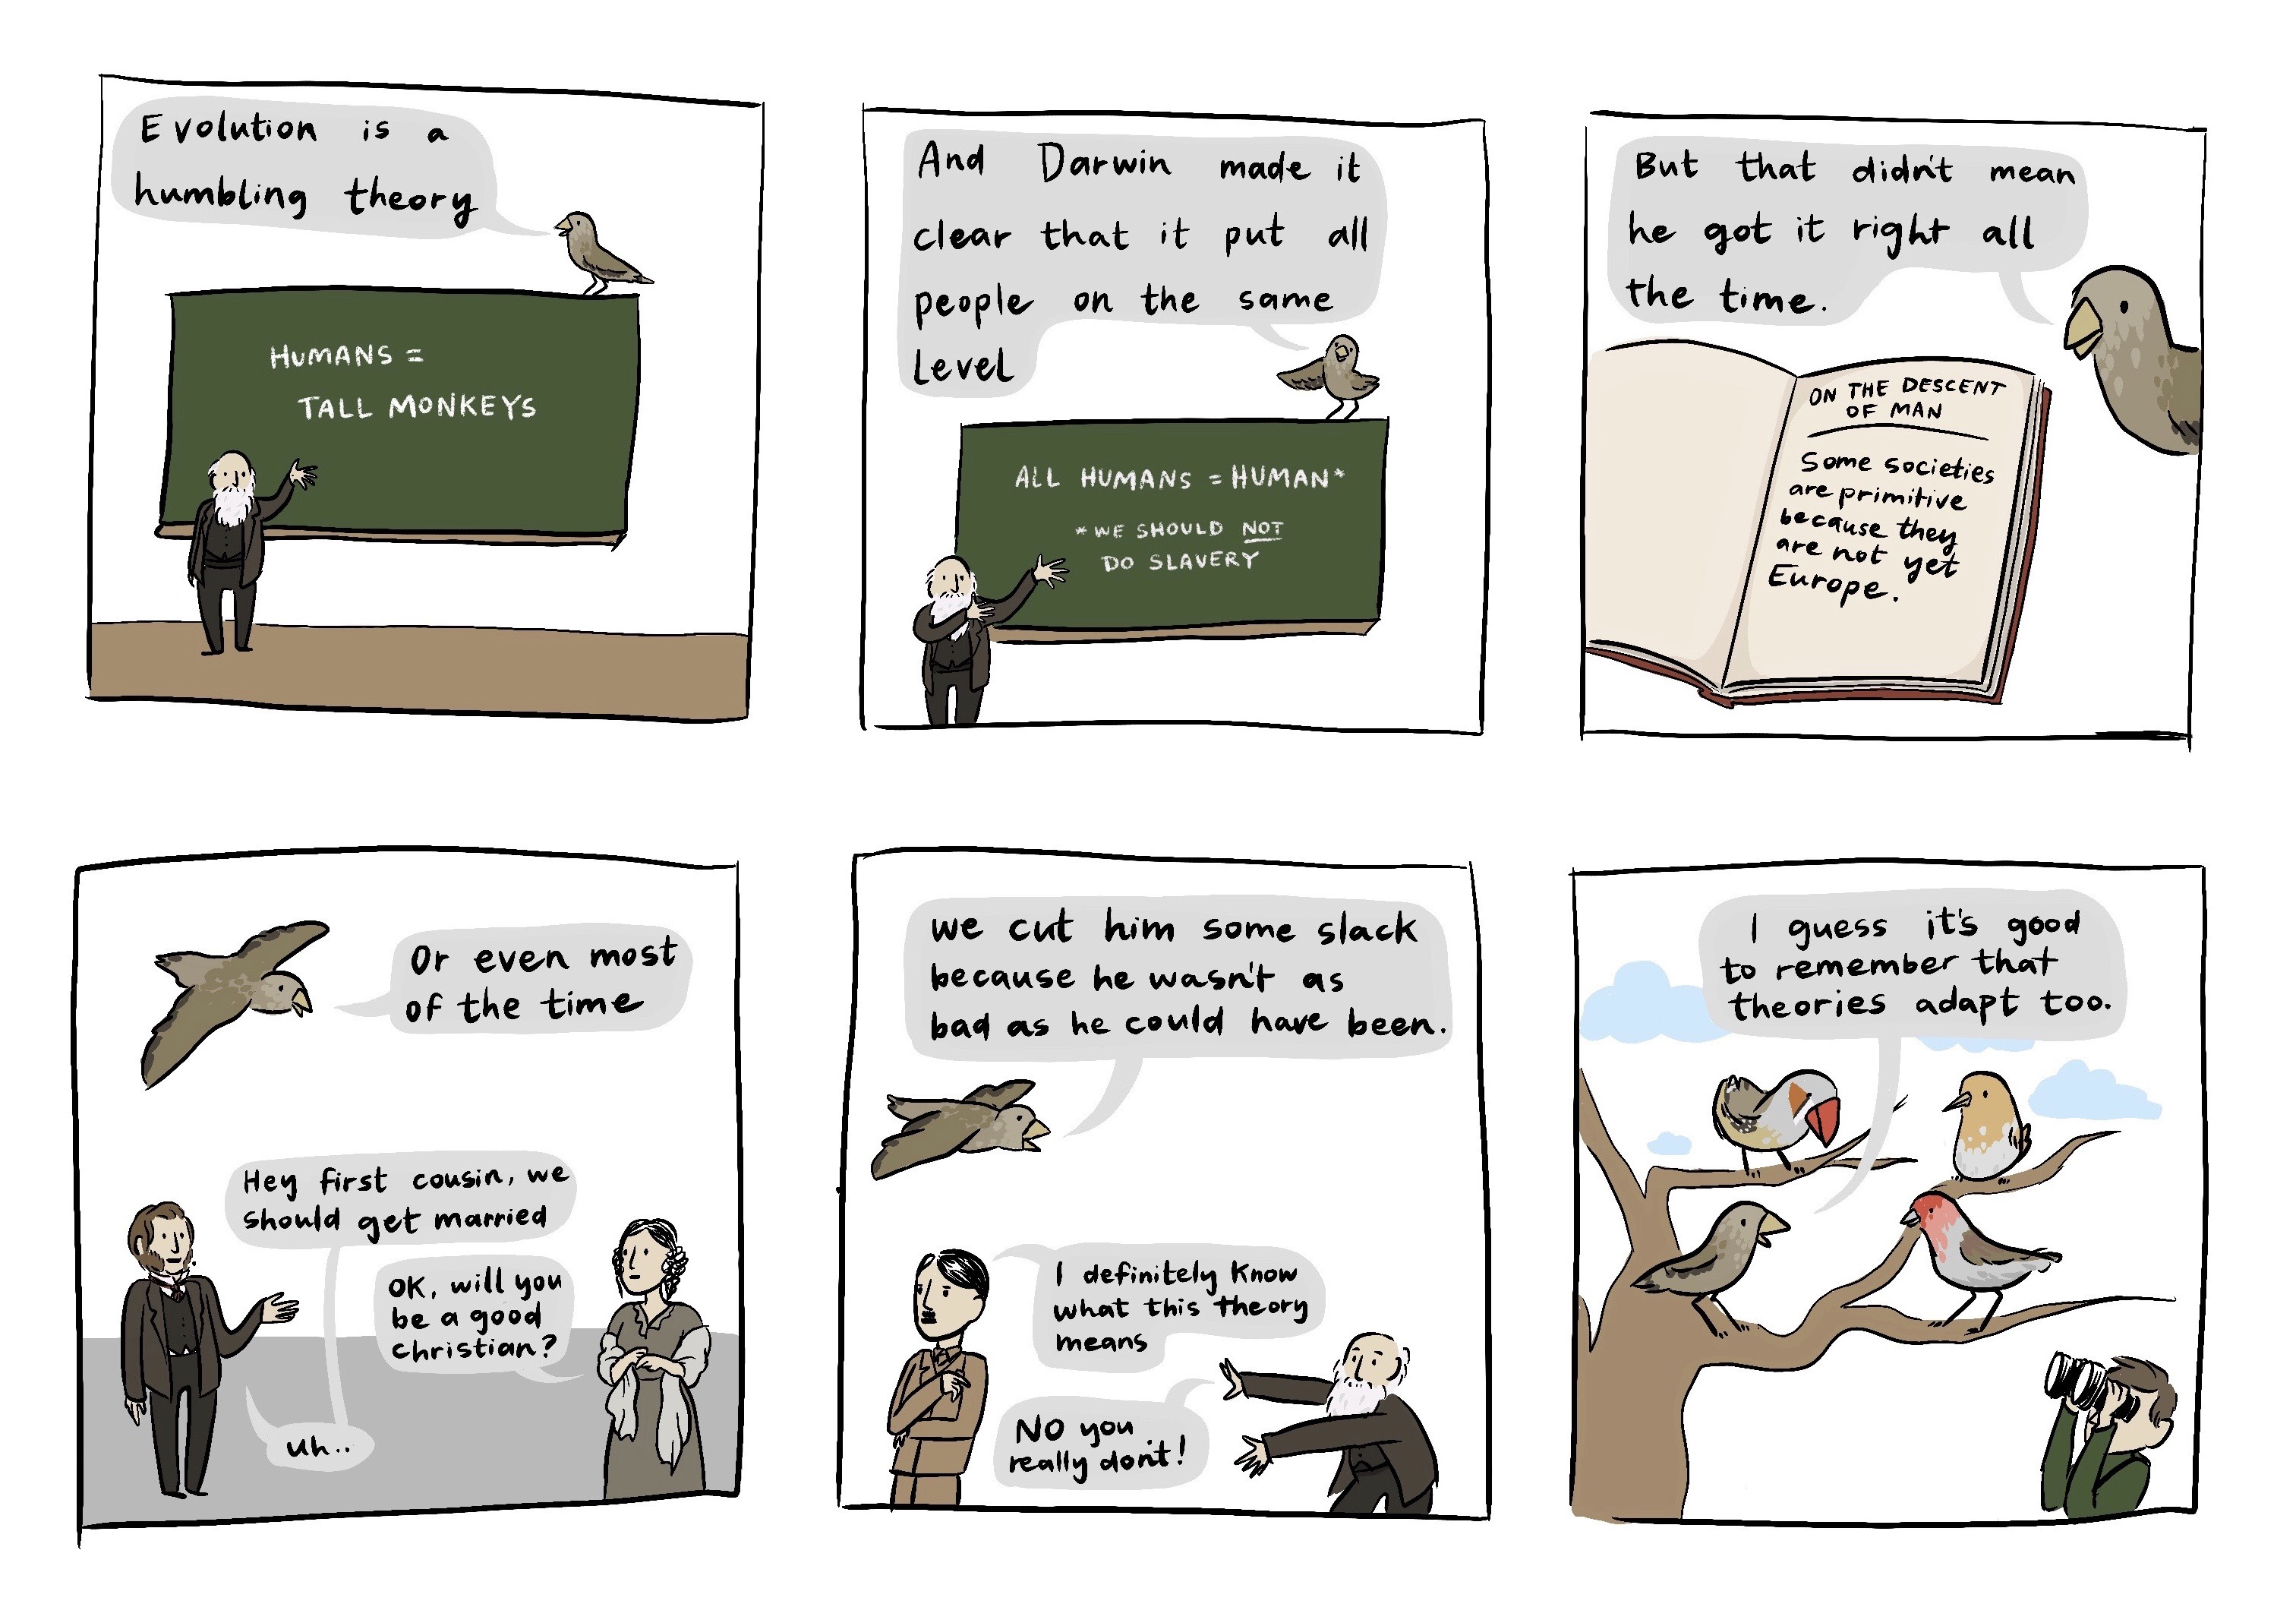 Evolution is a
humbling theory
HUMANS =
TALL MONKEYS
And Darwin made it
clear that it put all
people on the same
level
ALL HUMANS = HUMAN*
*WE SHOULD NOT
DO SLAVERY
But that didn't mean
he got it right all
the time.
ON THE DESCENT
OF MAN
Some societies
are primitive
because they
are not yet
Europe.
Or even most
of the time
Hey first cousin, we
should get married
OK, will you
be a good
christian?
uh..
we cut him some slack
because he wasn't as
bad as he could have been.
I definitely know
what this theory
means
NO you
really don't!
I guess it's good
to remember that
theories adapt too.